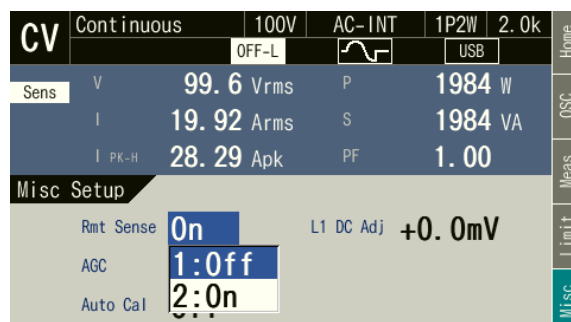 CV Continuous 100V AC-INT 1P2W 2.0k
OFF-L USB
Home
Sens V 99.6 Vrms P 1984 W
OSC
I 19.92 Arms S 1984 VA
I PK-H 28.29 Apk PF 1.00
Meas
Misc Setup
Rmt Sense On L1 DC Adj +0.0mV
Limit
AGC 1:Off
Auto Cal 2:On
Misc